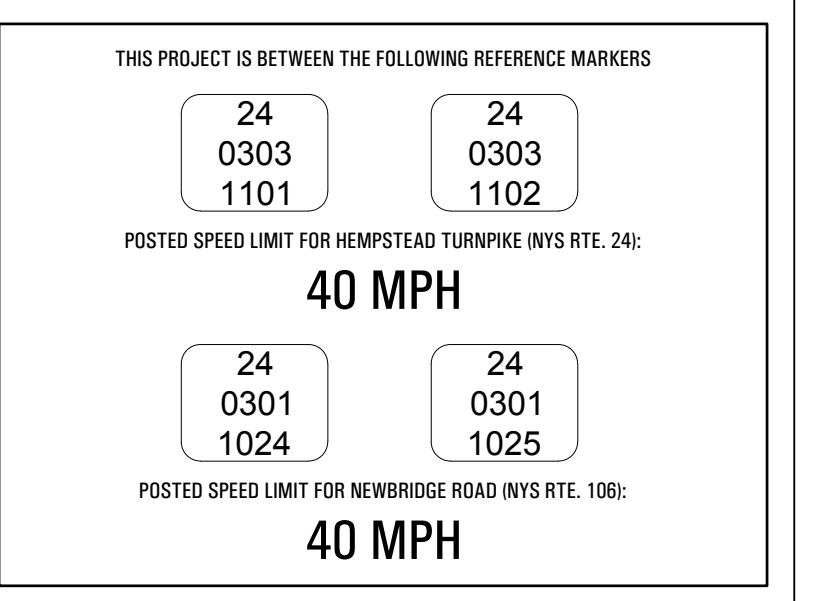 THIS PROJECT IS BETWEEN THE FOLLOWING REFERENCE MARKERS
24 24
0303 0303
1101 1102
POSTED SPEED LIMIT FOR HEMPSTEAD TURNPIKE (NYS RTE. 24):
40 MPH
24 24
0301 0301
1024 1025
POSTED SPEED LIMIT FOR NEWBRIDGE ROAD (NYS RTE. 106):
40 MPH